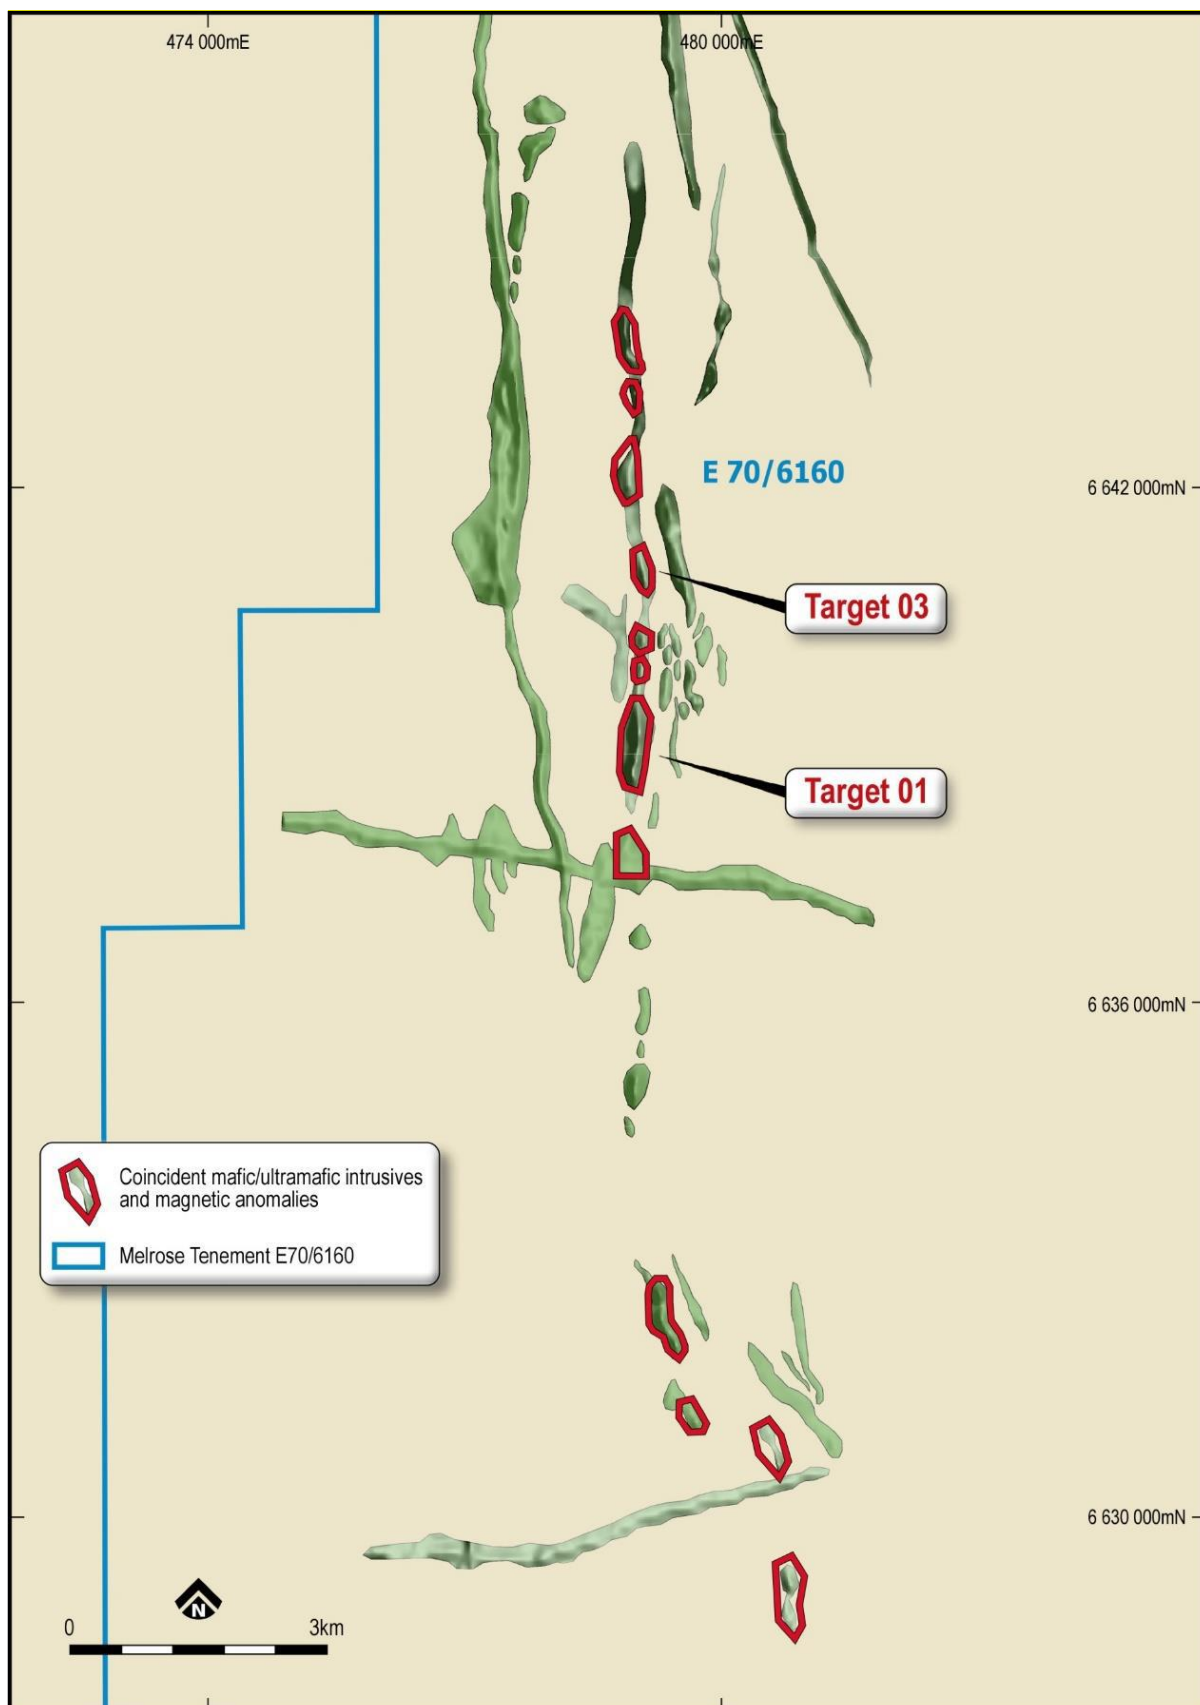 474 000mE
480 000mE
E 70/6160
6 642 000mN
Target 03
Target 01
6 636 000mN
Coincident mafic/ultramafic intrusives
and magnetic anomalies
Melrose Tenement E70/6160
6 630 000mN
N
0
3km